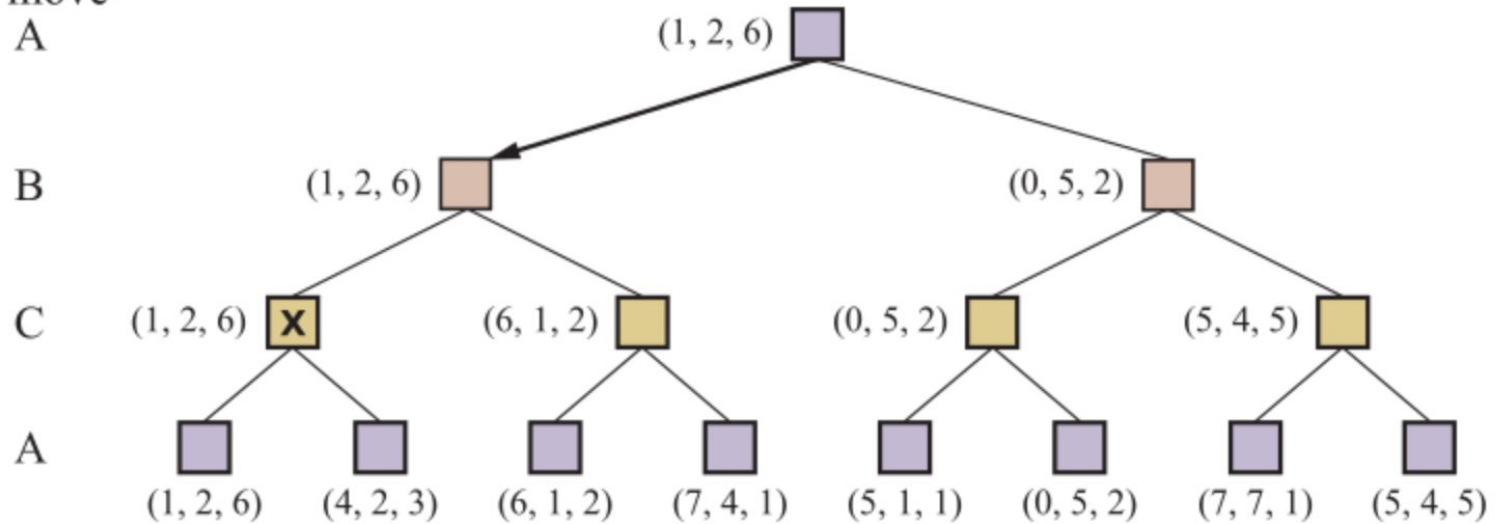 move
A (1, 2, 6)
B (1, 2, 6) (0, 5, 2)
C (1, 2, 6) X (6, 1, 2) (0, 5, 2) (5, 4, 5)
A
(1, 2, 6) (4, 2, 3) (6, 1, 2) (7, 4, 1) (5, 1, 1) (0, 5, 2) (7, 7, 1) (5, 4, 5)